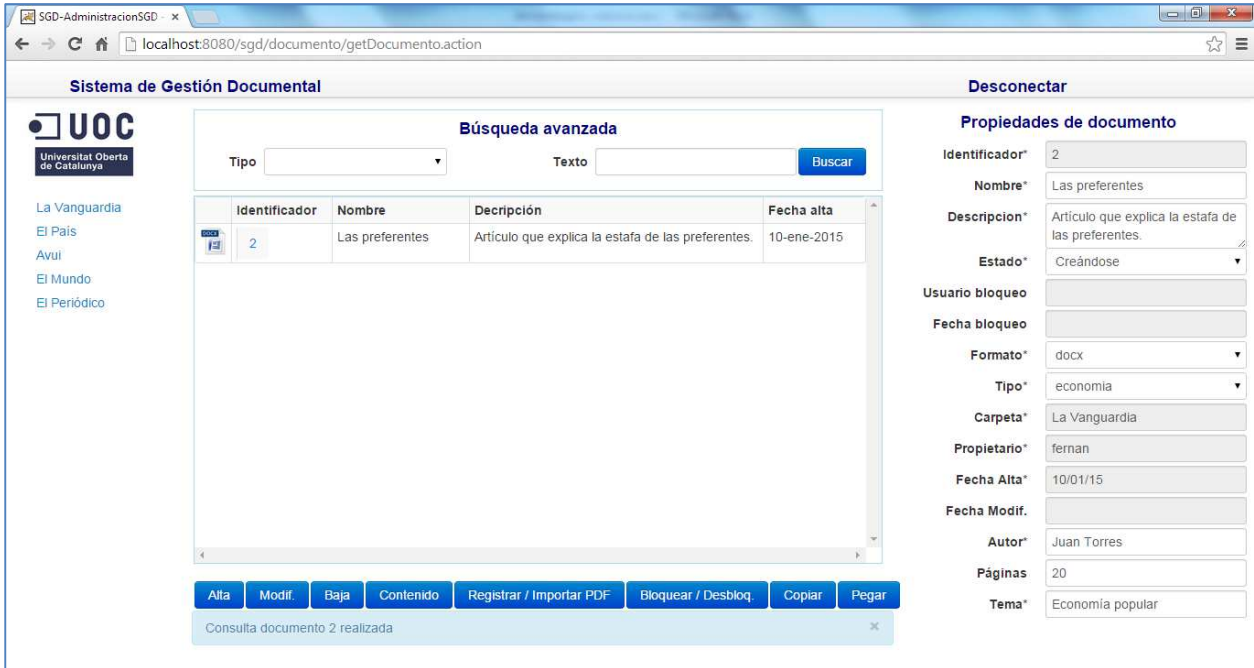 SGD-AdministracionSGD - x
localhost:8080/sgd/documento/getDocumento.action
Sistema de Gestión Documental
Desconectar
UOC
Universitat Oberta
de Catalunya
La Vanguardia
El País
Avui
El Mundo
El Periódico
Búsqueda avanzada
Tipo Texto Buscar
Identificador Nombre Decripción Fecha alta
DOCX 2 Las preferentes Artículo que explica la estafa de las preferentes. 10-ene-2015
Alta Modif. Baja Contenido Registrar / Importar PDF Bloquear / Desbloq. Copiar Pegar
Consulta documento 2 realizada ×
Propiedades de documento
Identificador* 2
Nombre* Las preferentes
Descripcion* Artículo que explica la estafa de
las preferentes.
Estado* Creándose
Usuario bloqueo
Fecha bloqueo
Formato* docx
Tipo* economia
Carpeta* La Vanguardia
Propietario* fernan
Fecha Alta* 10/01/15
Fecha Modif.
Autor* Juan Torres
Páginas 20
Tema* Economía popular